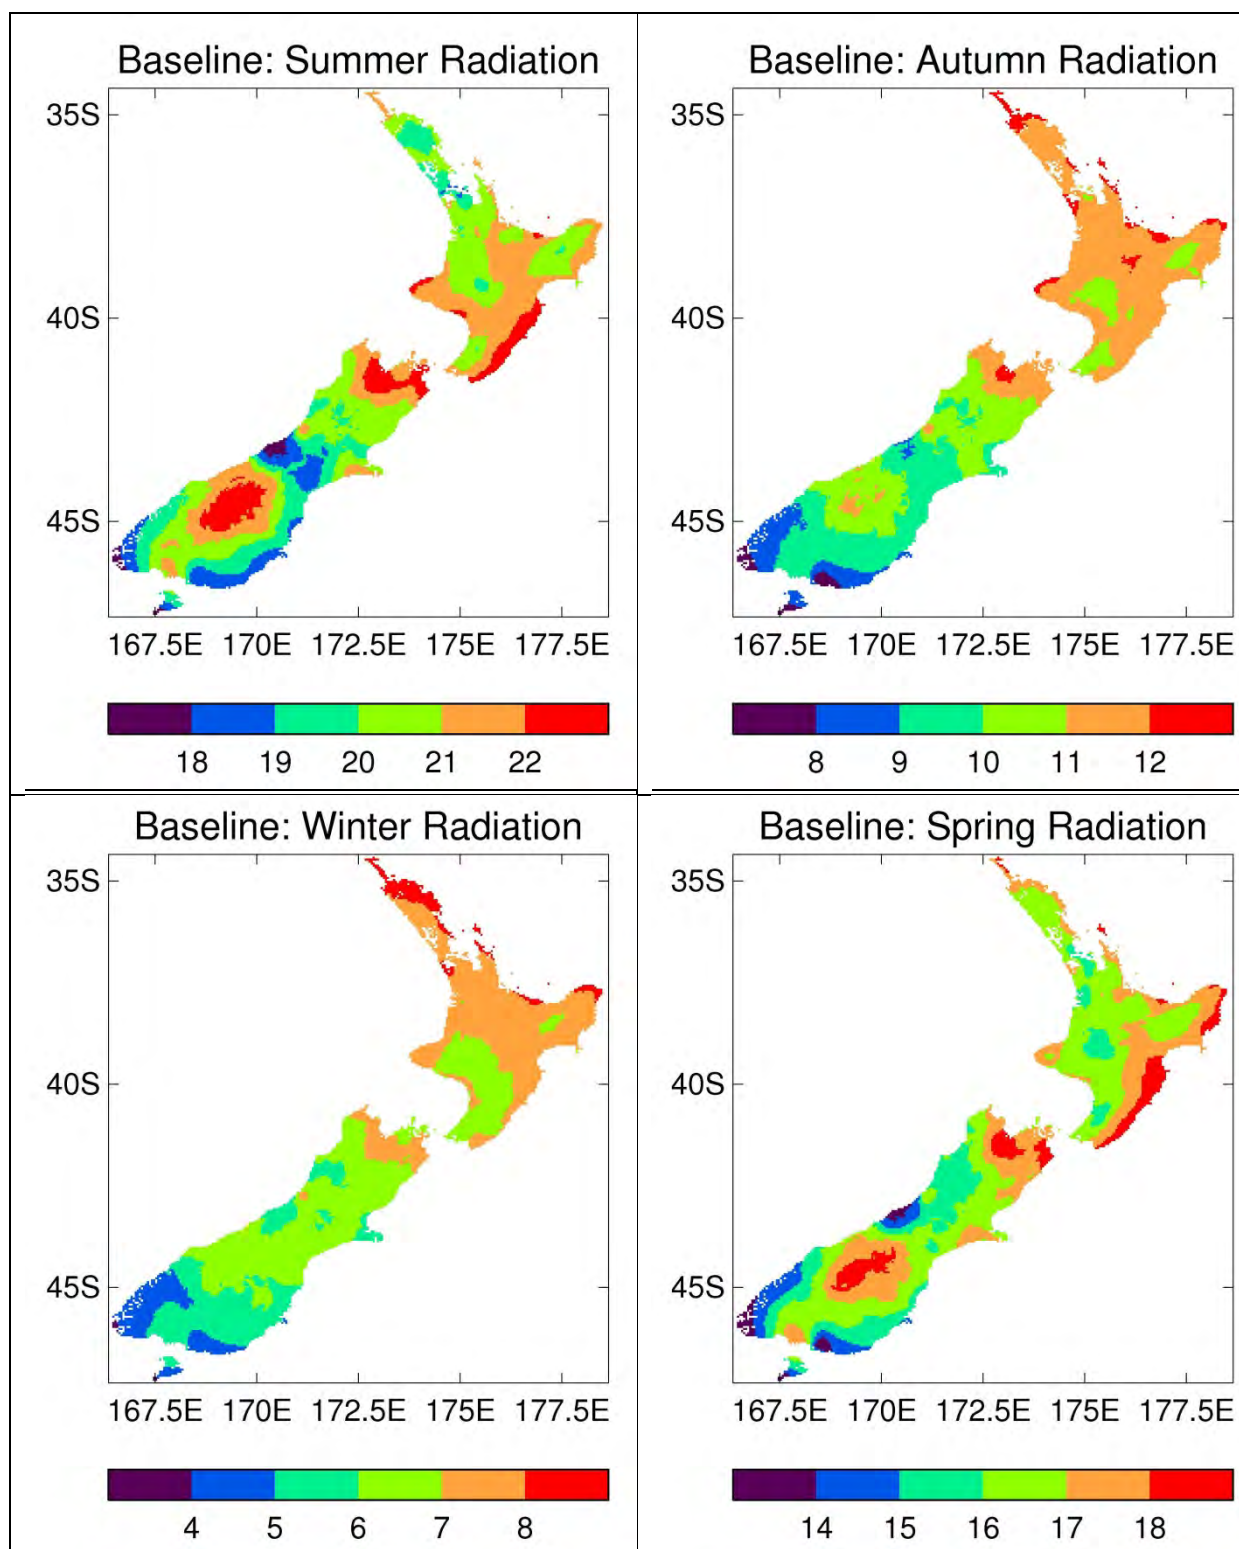 Baseline: Summer Radiation
35S
40S
45S
167.5E 170E 172.5E 175E 177.5E
18 19 20 21 22
Baseline: Autumn Radiation
35S
40S
45S
167.5E 170E 172.5E 175E 177.5E
8 9 10 11 12
Baseline: Winter Radiation
35S
40S
45S
167.5E 170E 172.5E 175E 177.5E
4 5 6 7 8
Baseline: Spring Radiation
35S
40S
45S
167.5E 170E 172.5E 175E 177.5E
14 15 16 17 18